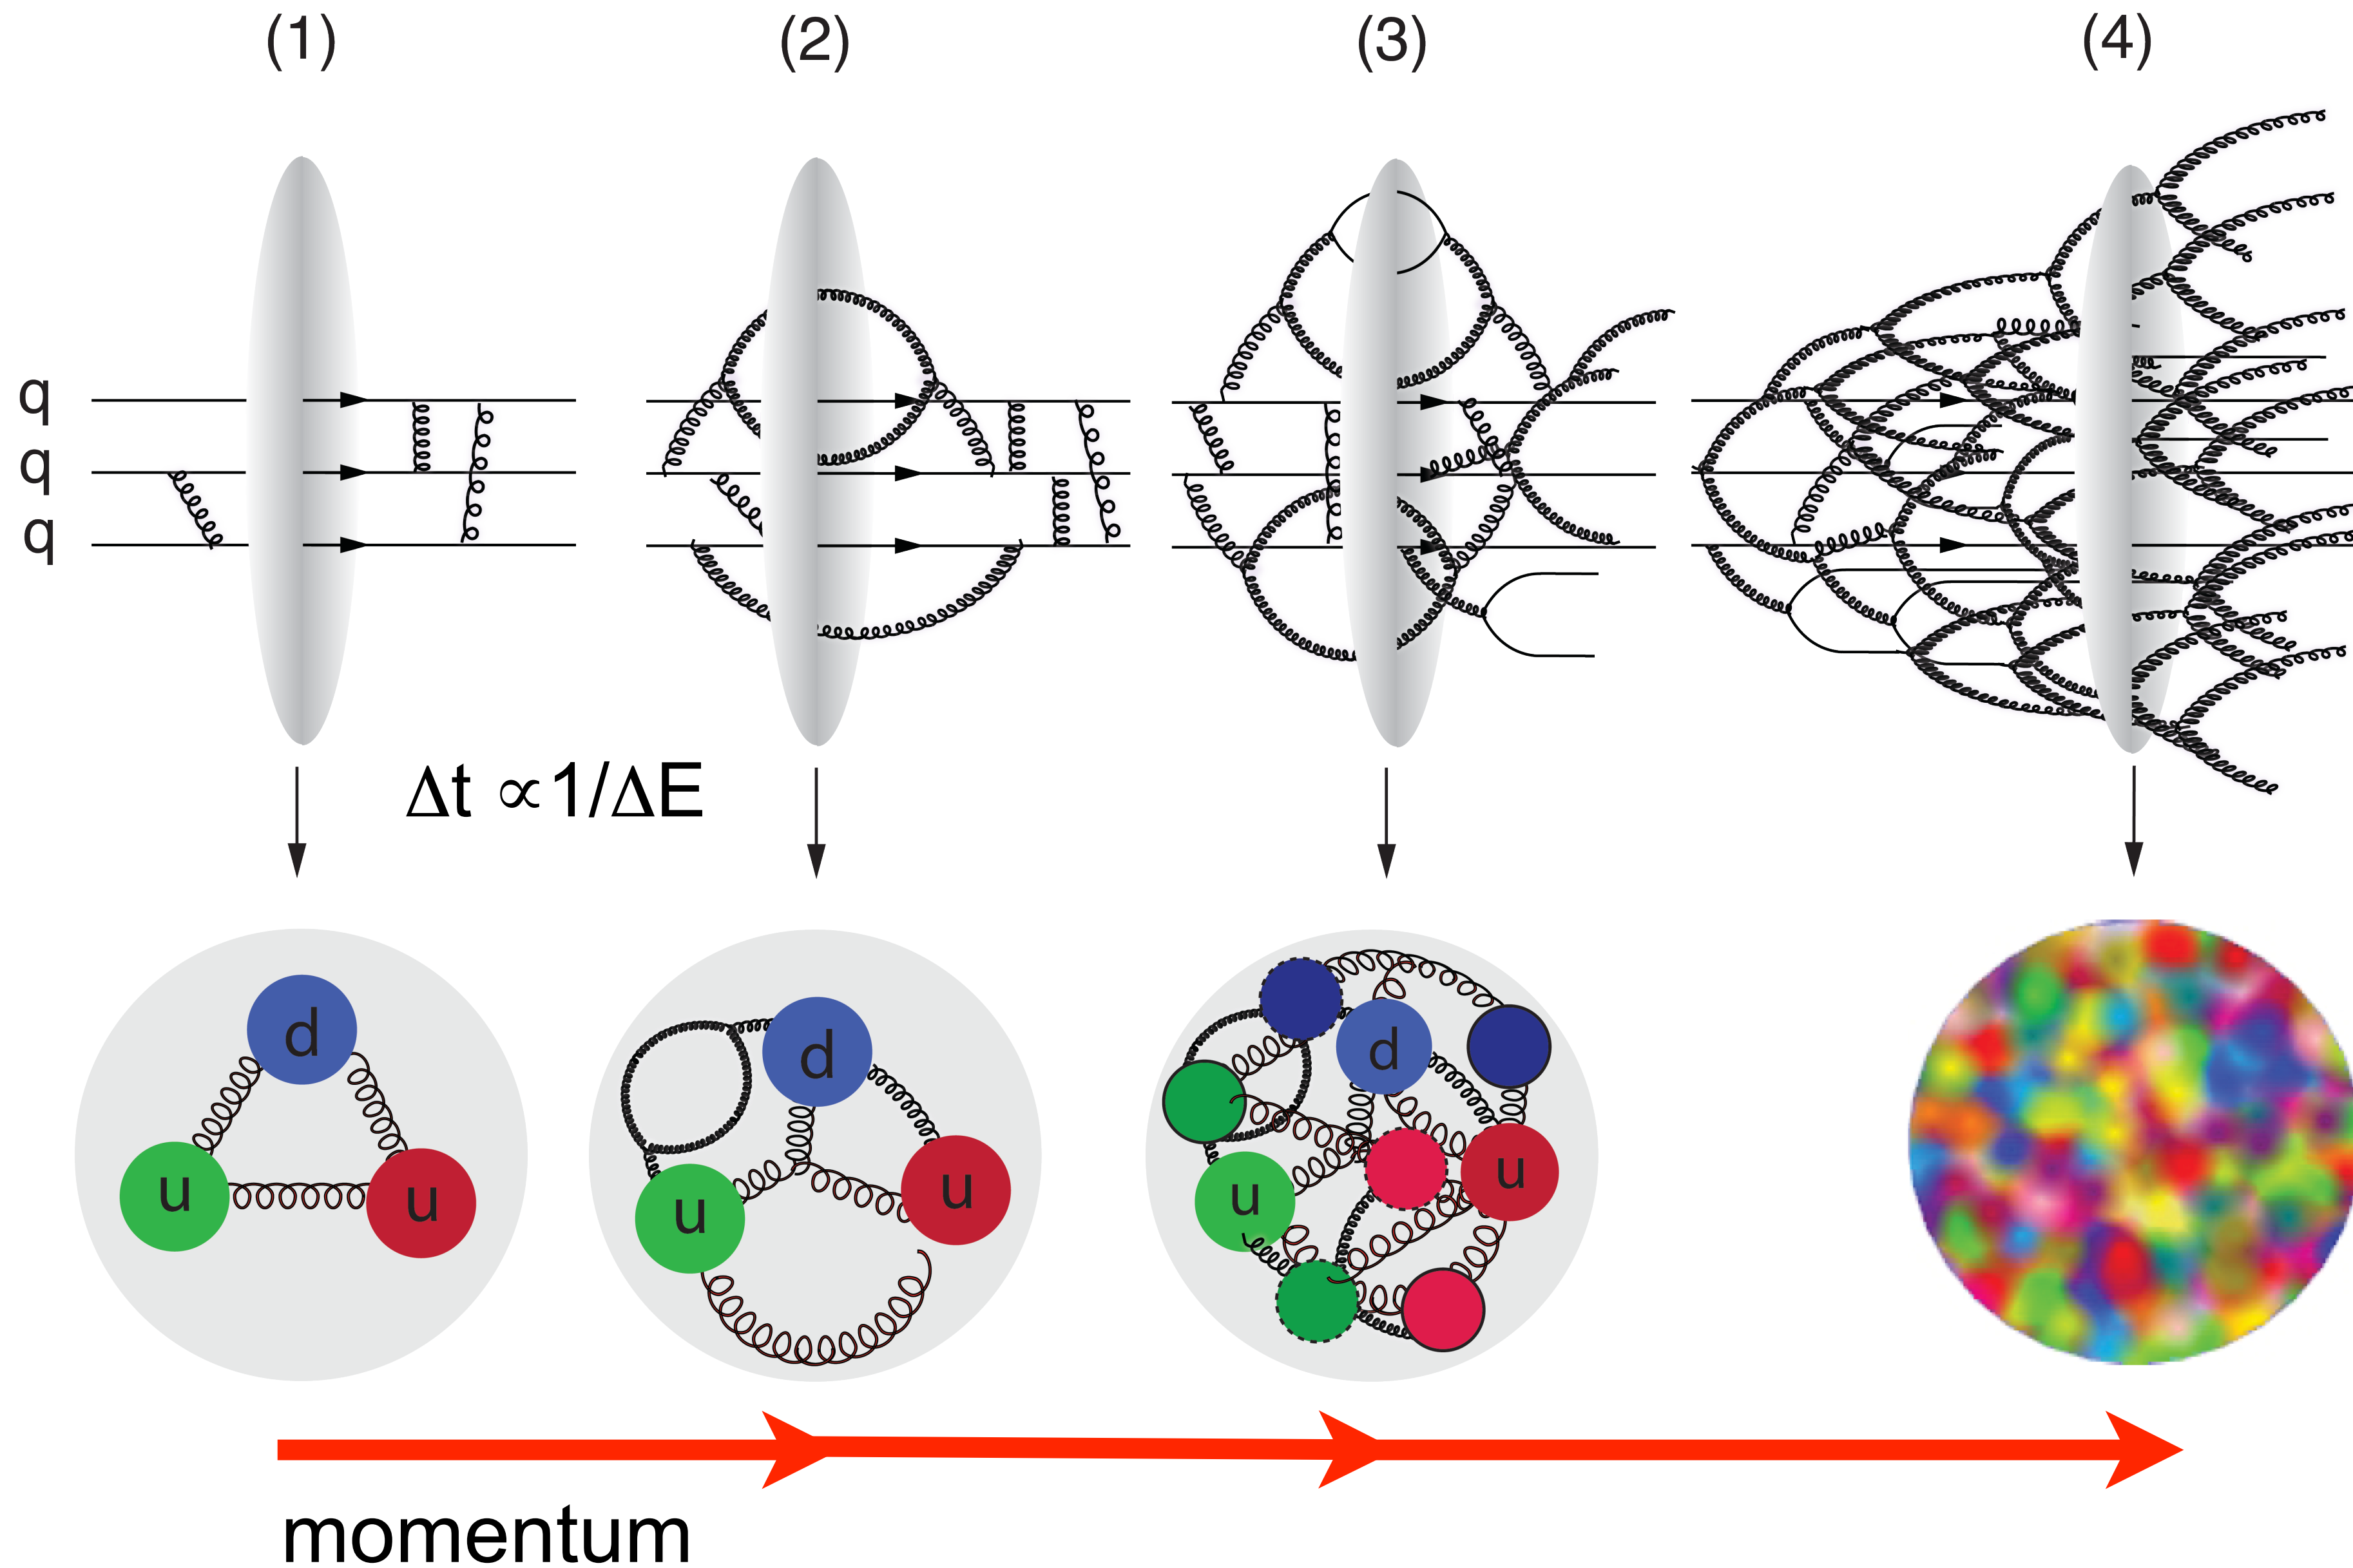 (1) (2) (3) (4)
q
q
q
Δt ∝1/ΔE
d
u u
d
u u
d
u u
momentum